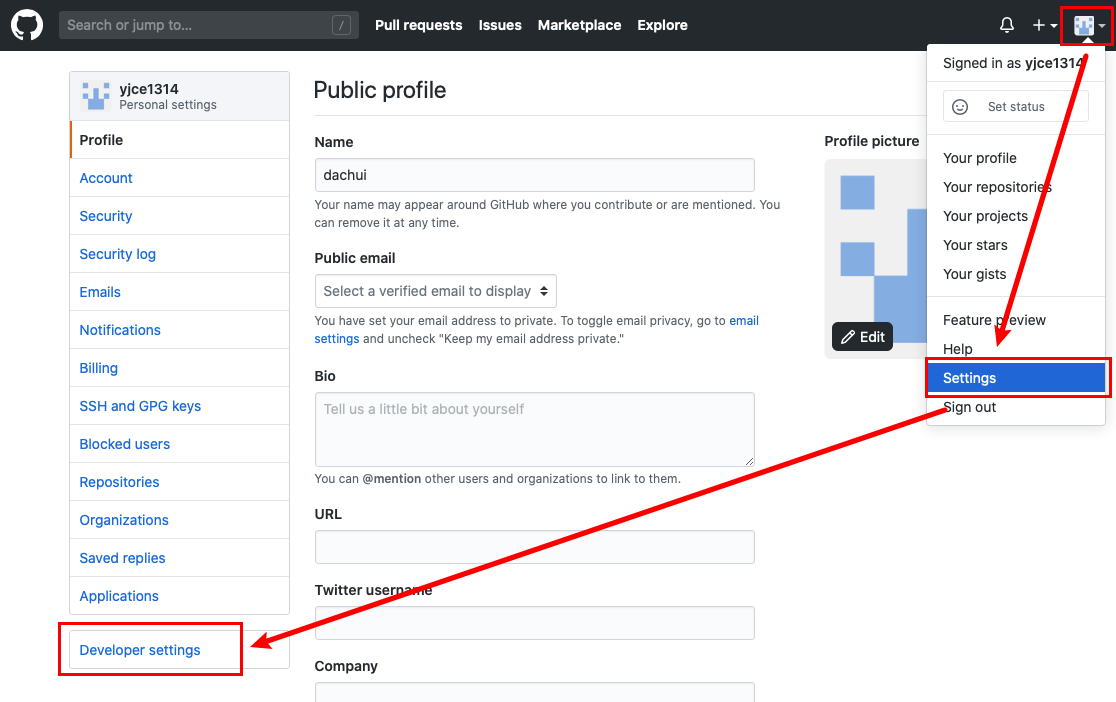 Search or jump to... /
Pull requests
Issues
Marketplace
Explore
Signed in as yjce1314
Set status
Your profile
Your repositories
Your projects
Your stars
Your gists
Feature preview
Help
Settings
Sign out
yjce1314
Personal settings
Profile
Account
Security
Security log
Emails
Notifications
Billing
SSH and GPG keys
Blocked users
Repositories
Organizations
Saved replies
Applications
Developer settings
Public profile
Name
dachui
Your name may appear around GitHub where you contribute or are mentioned. You
can remove it at any time.
Public email
Select a verified email to display
You have set your email address to private. To toggle email privacy, go to email
settings and uncheck "Keep my email address private."
Bio
Tell us a little bit about yourself
You can @mention other users and organizations to link to them.
URL
Twitter username
Company
Profile picture
Edit